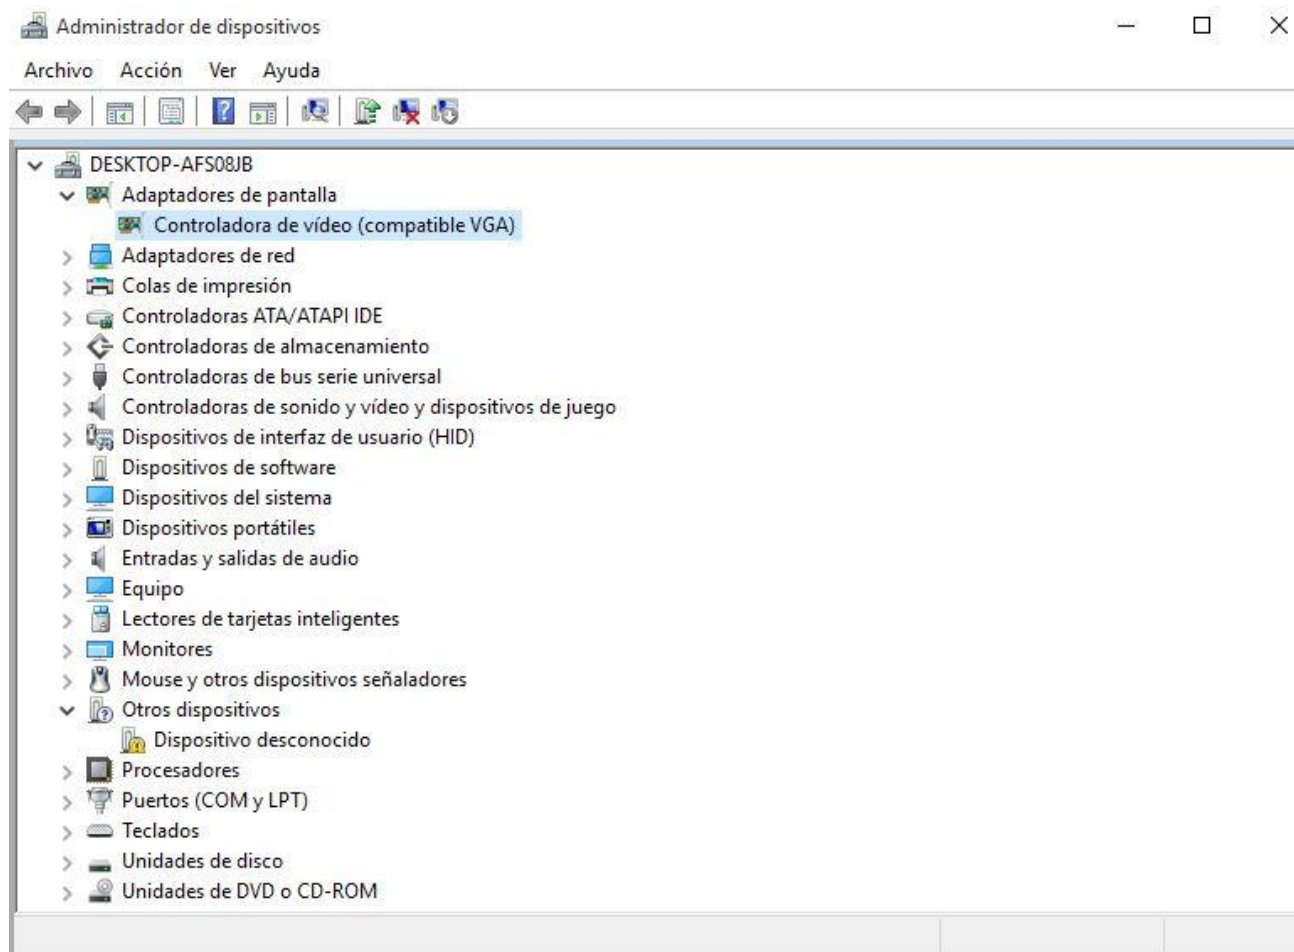 Administrador de dispositivos
Archivo Acción Ver Ayuda
DESKTOP-AFS08JB
Adaptadores de pantalla
Controladora de vídeo (compatible VGA)
Adaptadores de red
Colas de impresión
Controladoras ATA/ATAPI IDE
Controladoras de almacenamiento
Controladoras de bus serie universal
Controladoras de sonido y vídeo y dispositivos de juego
Dispositivos de interfaz de usuario (HID)
Dispositivos de software
Dispositivos del sistema
Dispositivos portátiles
Entradas y salidas de audio
Equipo
Lectores de tarjetas inteligentes
Monitores
Mouse y otros dispositivos señaladores
Otros dispositivos
Dispositivo desconocido
Procesadores
Puertos (COM y LPT)
Teclados
Unidades de disco
Unidades de DVD o CD-ROM